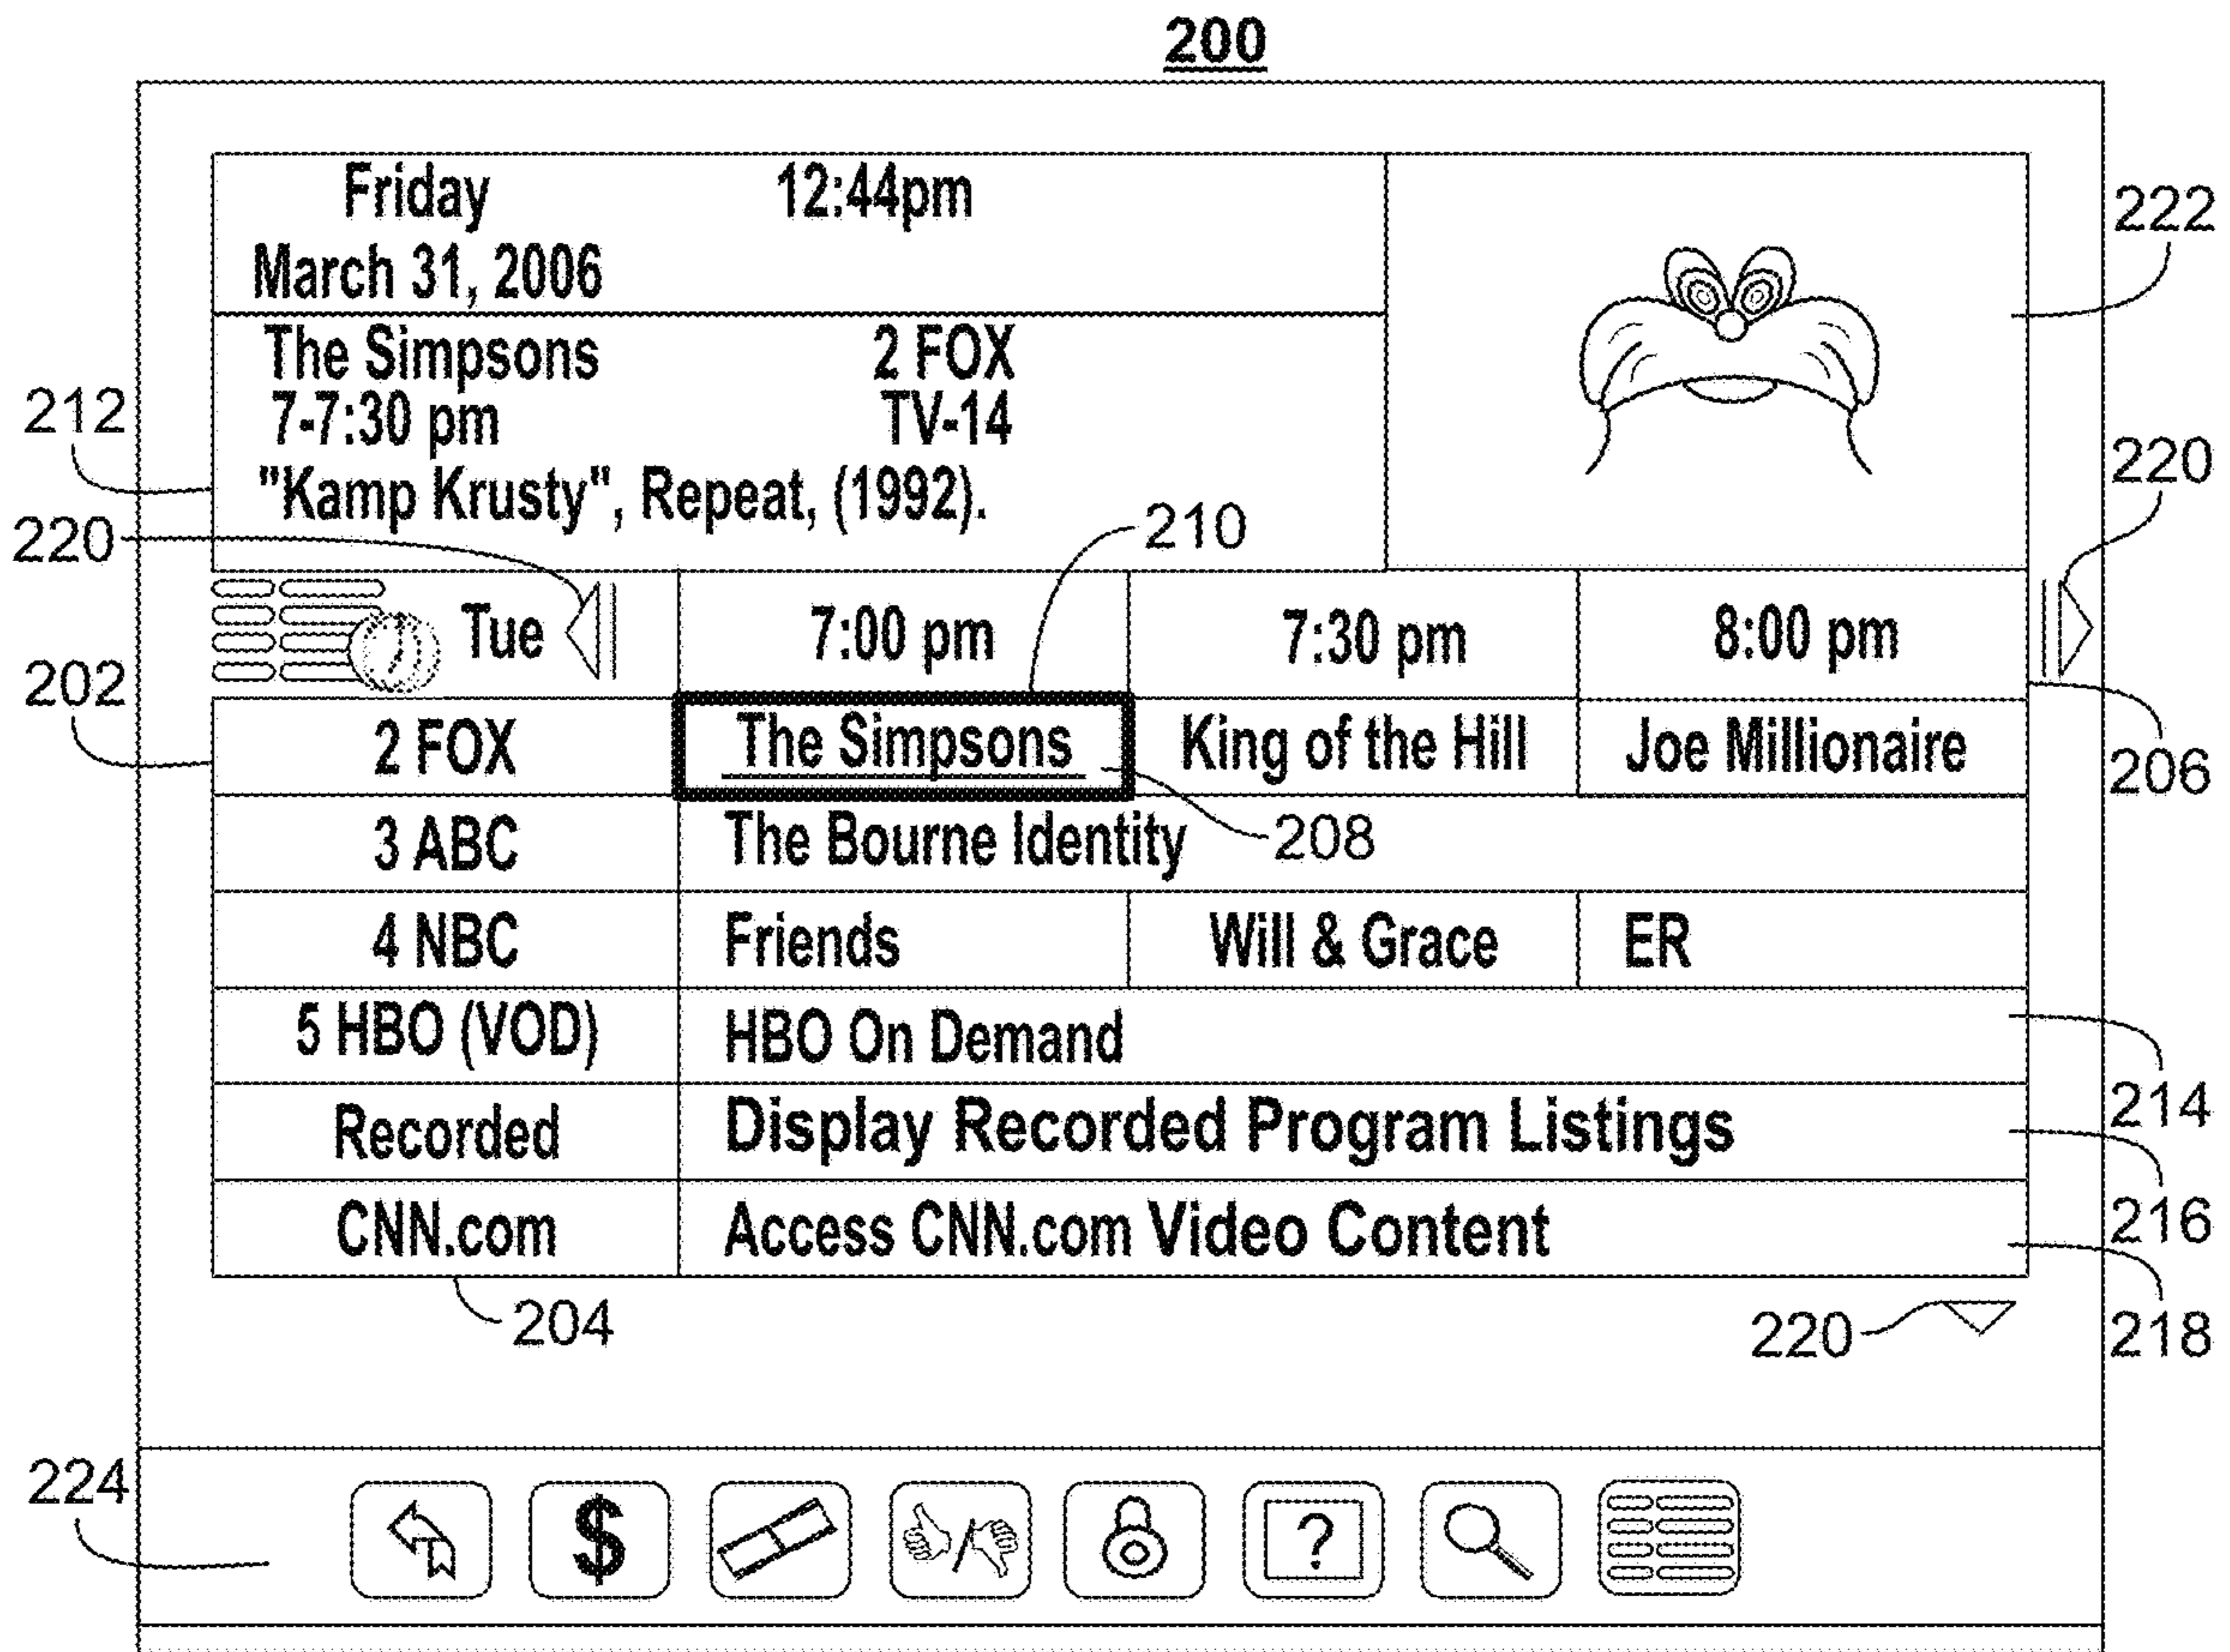 200
Friday 12:44pm
March 31, 2006
222
The Simpsons 2 FOX
212
7-7:30 pm TV-14
220
"Kamp Krusty", Repeat, (1992).
220
210
Tue 7:00 pm 7:30 pm 8:00 pm
202
2 FOX The Simpsons King of the Hill Joe Millionaire
206
3 ABC The Bourne Identity
208
4 NBC Friends Will & Grace ER
5 HBO (VOD) HBO On Demand
214
Recorded Display Recorded Program Listings
216
CNN.com Access CNN.com Video Content
204
220
218
224
$ ?